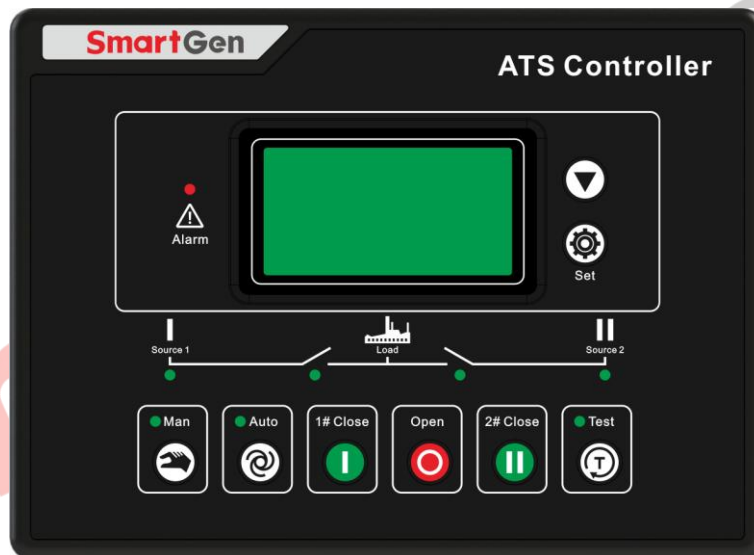 SmartGen
ATS Controller
Alarm
Set
I
II
Source 1
Load
Source 2
Man
Auto
1# Close
Open
2# Close
Test
I
O
II
T